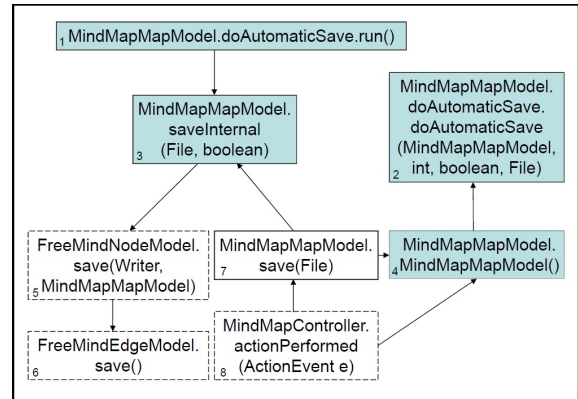 1 MindMapMapModel.doAutomaticSave.run()
MindMapMapModel.
saveInternal
(File, boolean)
3
MindMapMapModel.
doAutomaticSave.
doAutomaticSave
(MindMapMapModel,
int, boolean, File)
2
FreeMindNodeModel.
save(Writer,
MindMapMapModel)
5
MindMapMapModel.
save(File)
7
MindMapMapModel.
MindMapMapModel()
4
FreeMindEdgeModel.
save()
6
MindMapController.
actionPerformed
(ActionEvent e)
8